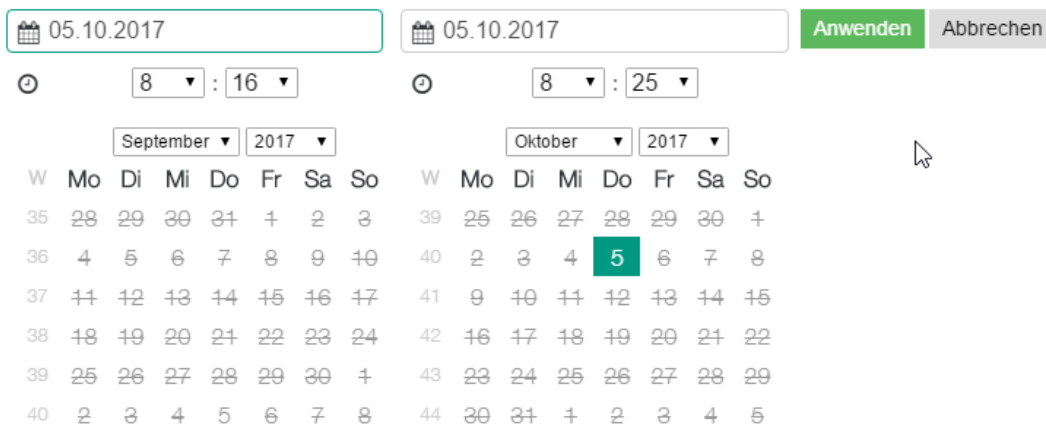 05.10.2017 05.10.2017 Anwenden Abbrechen
8 : 16 8 : 25
September 2017 Oktober 2017
W Mo Di Mi Do Fr Sa So W Mo Di Mi Do Fr Sa So
35 28 29 30 31 1 2 3 39 25 26 27 28 29 30 1
36 4 5 6 7 8 9 10 40 2 3 4 5 6 7 8
37 11 12 13 14 15 16 17 41 9 10 11 12 13 14 15
38 18 19 20 21 22 23 24 42 16 17 18 19 20 21 22
39 25 26 27 28 29 30 1 43 23 24 25 26 27 28 29
40 2 3 4 5 6 7 8 44 30 31 1 2 3 4 5